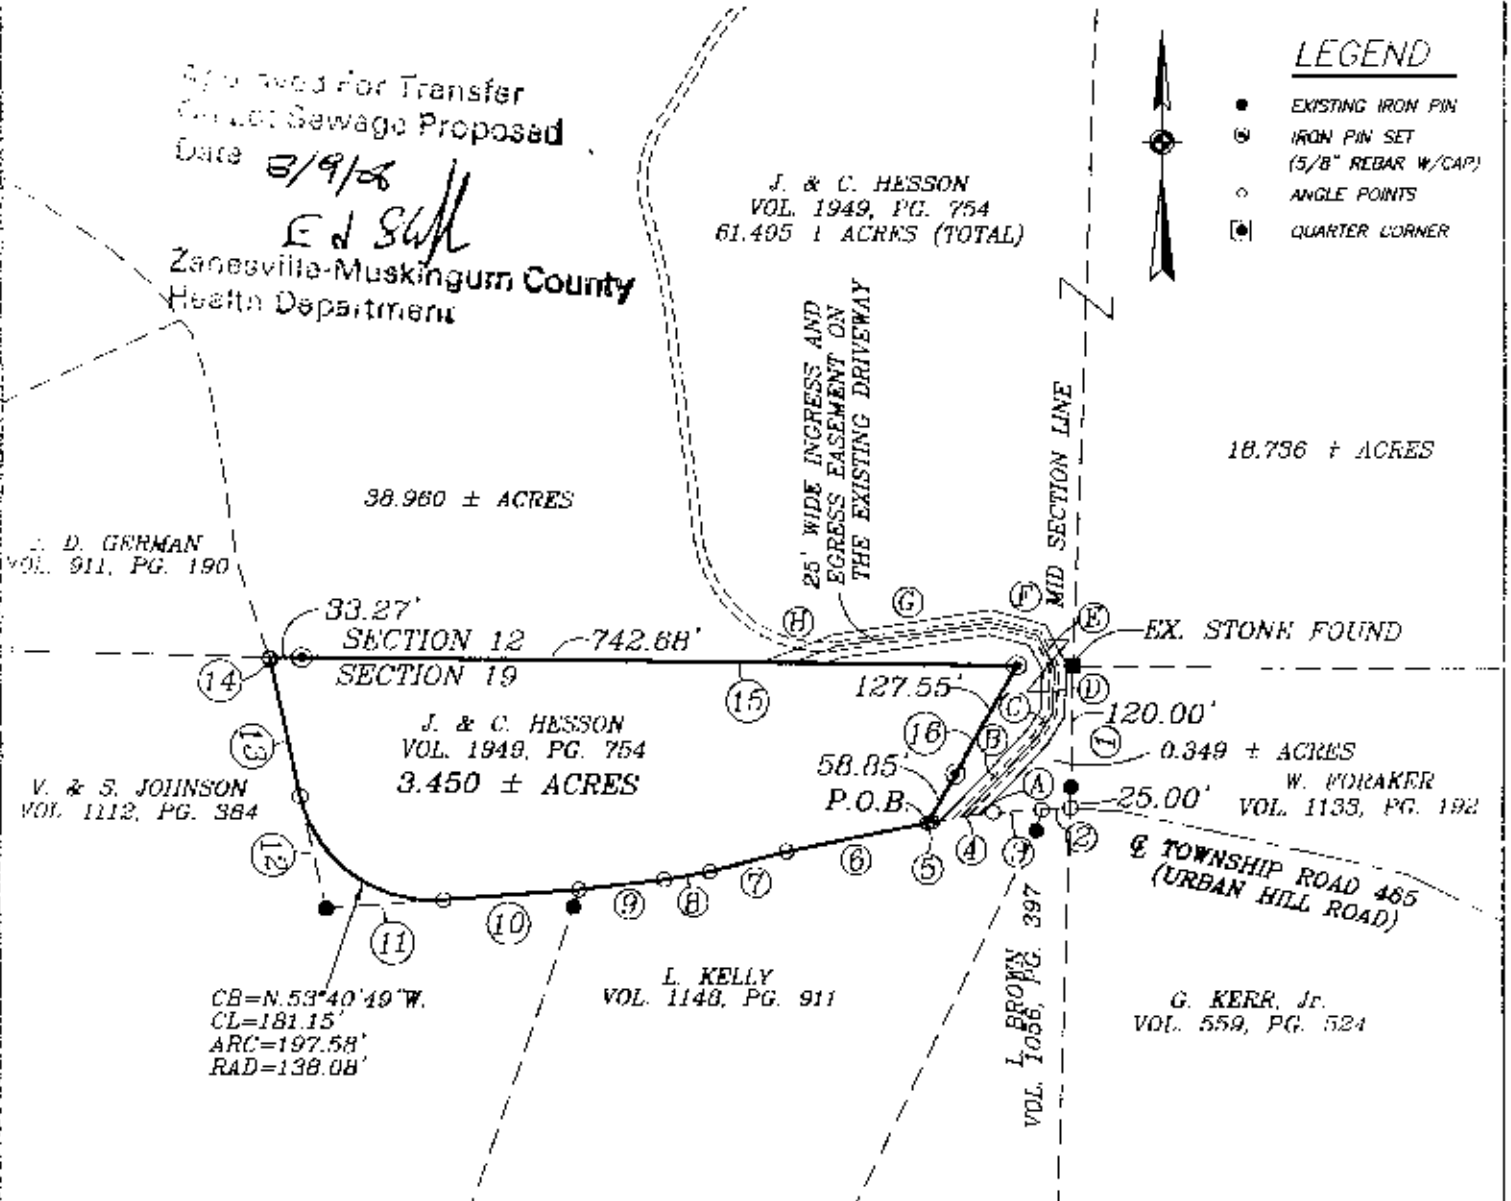 Approved For Transfer
Sewage Proposed
Date 8/9/06
Zanesville-Muskingum County
Health Department
LEGEND
EXISTING IRON PIN
IRON PIN SET
(5/8" REBAR W/CAP)
ANGLE POINTS
QUARTER CORNER
J. & C. HESSON
VOL. 1949, PG. 754
61.495 ± ACRES (TOTAL)
25' WIDE INGRESS AND
EGRESS EASEMENT ON
THE EXISTING DRIVEWAY
MID SECTION LINE
18.736 ± ACRES
38.960 ± ACRES
D. GERMAN
VOL. 911, PG. 190
33.27'
SECTION 12
742.68'
SECTION 19
H
G
F
E
EX. STONE FOUND
14
15
127.55'
C
D
120.00'
1
13
J. & C. HESSON
VOL. 1949, PG. 754
3.450 ± ACRES
16
B
0.349 ± ACRES
V. & S. JOHNSON
VOL. 1112, PG. 384
58.85'
P.O.B.
A
25.00'
W. FORAKER
VOL. 1133, PG. 192
12
11
10
9
8
7
6
5
4
3
2
℄ TOWNSHIP ROAD 465
(URBAN HILL ROAD)
CB=N.53°40'49"W.
CL=181.15'
ARC=197.58'
RAD=138.08'
L. KELLY
VOL. 1148, PG. 911
L. BROWN
VOL. 1056, PG. 397
G. KERR, Jr.
VOL. 559, PG. 524